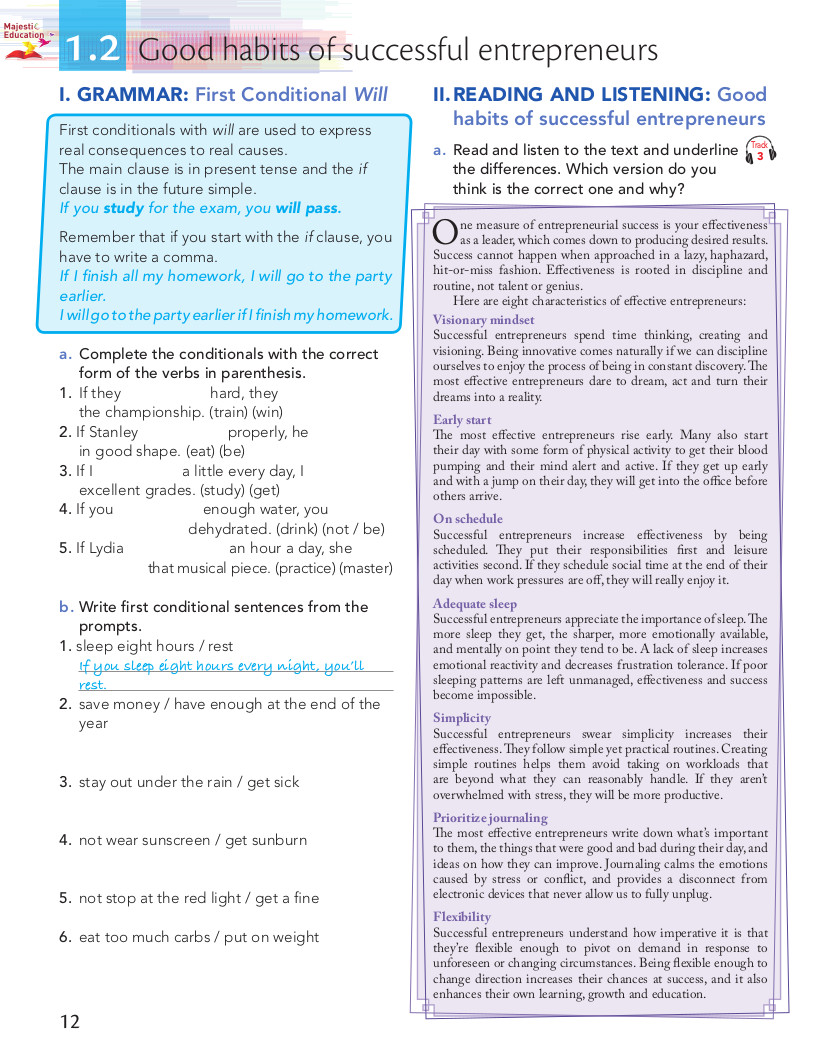 Majestic
Education
1.2 Good habits of successful entrepreneurs
I. GRAMMAR: First Conditional Will
First conditionals with will are used to express
real consequences to real causes.
The main clause is in present tense and the if
clause is in the future simple.
If you study for the exam, you will pass.
Remember that if you start with the if clause, you
have to write a comma.
If I finish all my homework, I will go to the party
earlier.
I will go to the party earlier if I finish my homework.
a. Complete the conditionals with the correct
form of the verbs in parenthesis.
1. If they hard, they
the championship. (train) (win)
2. If Stanley properly, he
in good shape. (eat) (be)
3. If I a little every day, I
excellent grades. (study) (get)
4. If you enough water, you
dehydrated. (drink) (not / be)
5. If Lydia an hour a day, she
that musical piece. (practice) (master)
b. Write first conditional sentences from the
prompts.
1. sleep eight hours / rest
If you sleep eight hours every night, you'll
rest.
2. save money / have enough at the end of the
year
3. stay out under the rain / get sick
4. not wear sunscreen / get sunburn
5. not stop at the red light / get a fine
6. eat too much carbs / put on weight
12
II. READING AND LISTENING: Good
habits of successful entrepreneurs
a. Read and listen to the text and underline
the differences. Which version do you
think is the correct one and why?
Track
3
One measure of entrepreneurial success is your effectiveness
as a leader, which comes down to producing desired results.
Success cannot happen when approached in a lazy, haphazard,
hit-or-miss fashion. Effectiveness is rooted in discipline and
routine, not talent or genius.
Here are eight characteristics of effective entrepreneurs:
Visionary mindset
Successful entrepreneurs spend time thinking, creating and
visioning. Being innovative comes naturally if we can discipline
ourselves to enjoy the process of being in constant discovery. The
most effective entrepreneurs dare to dream, act and turn their
dreams into a reality.
Early start
The most effective entrepreneurs rise early. Many also start
their day with some form of physical activity to get their blood
pumping and their mind alert and active. If they get up early
and with a jump on their day, they will get into the office before
others arrive.
On schedule
Successful entrepreneurs increase effectiveness by being
scheduled. They put their responsibilities first and leisure
activities second. If they schedule social time at the end of their
day when work pressures are off, they will really enjoy it.
Adequate sleep
Successful entrepreneurs appreciate the importance of sleep. The
more sleep they get, the sharper, more emotionally available,
and mentally on point they tend to be. A lack of sleep increases
emotional reactivity and decreases frustration tolerance. If poor
sleeping patterns are left unmanaged, effectiveness and success
become impossible.
Simplicity
Successful entrepreneurs swear simplicity increases their
effectiveness. They follow simple yet practical routines. Creating
simple routines helps them avoid taking on workloads that
are beyond what they can reasonably handle. If they aren't
overwhelmed with stress, they will be more productive.
Prioritize journaling
The most effective entrepreneurs write down what's important
to them, the things that were good and bad during their day, and
ideas on how they can improve. Journaling calms the emotions
caused by stress or conflict, and provides a disconnect from
electronic devices that never allow us to fully unplug.
Flexibility
Successful entrepreneurs understand how imperative it is that
they're flexible enough to pivot on demand in response to
unforeseen or changing circumstances. Being flexible enough to
change direction increases their chances at success, and it also
enhances their own learning, growth and education.